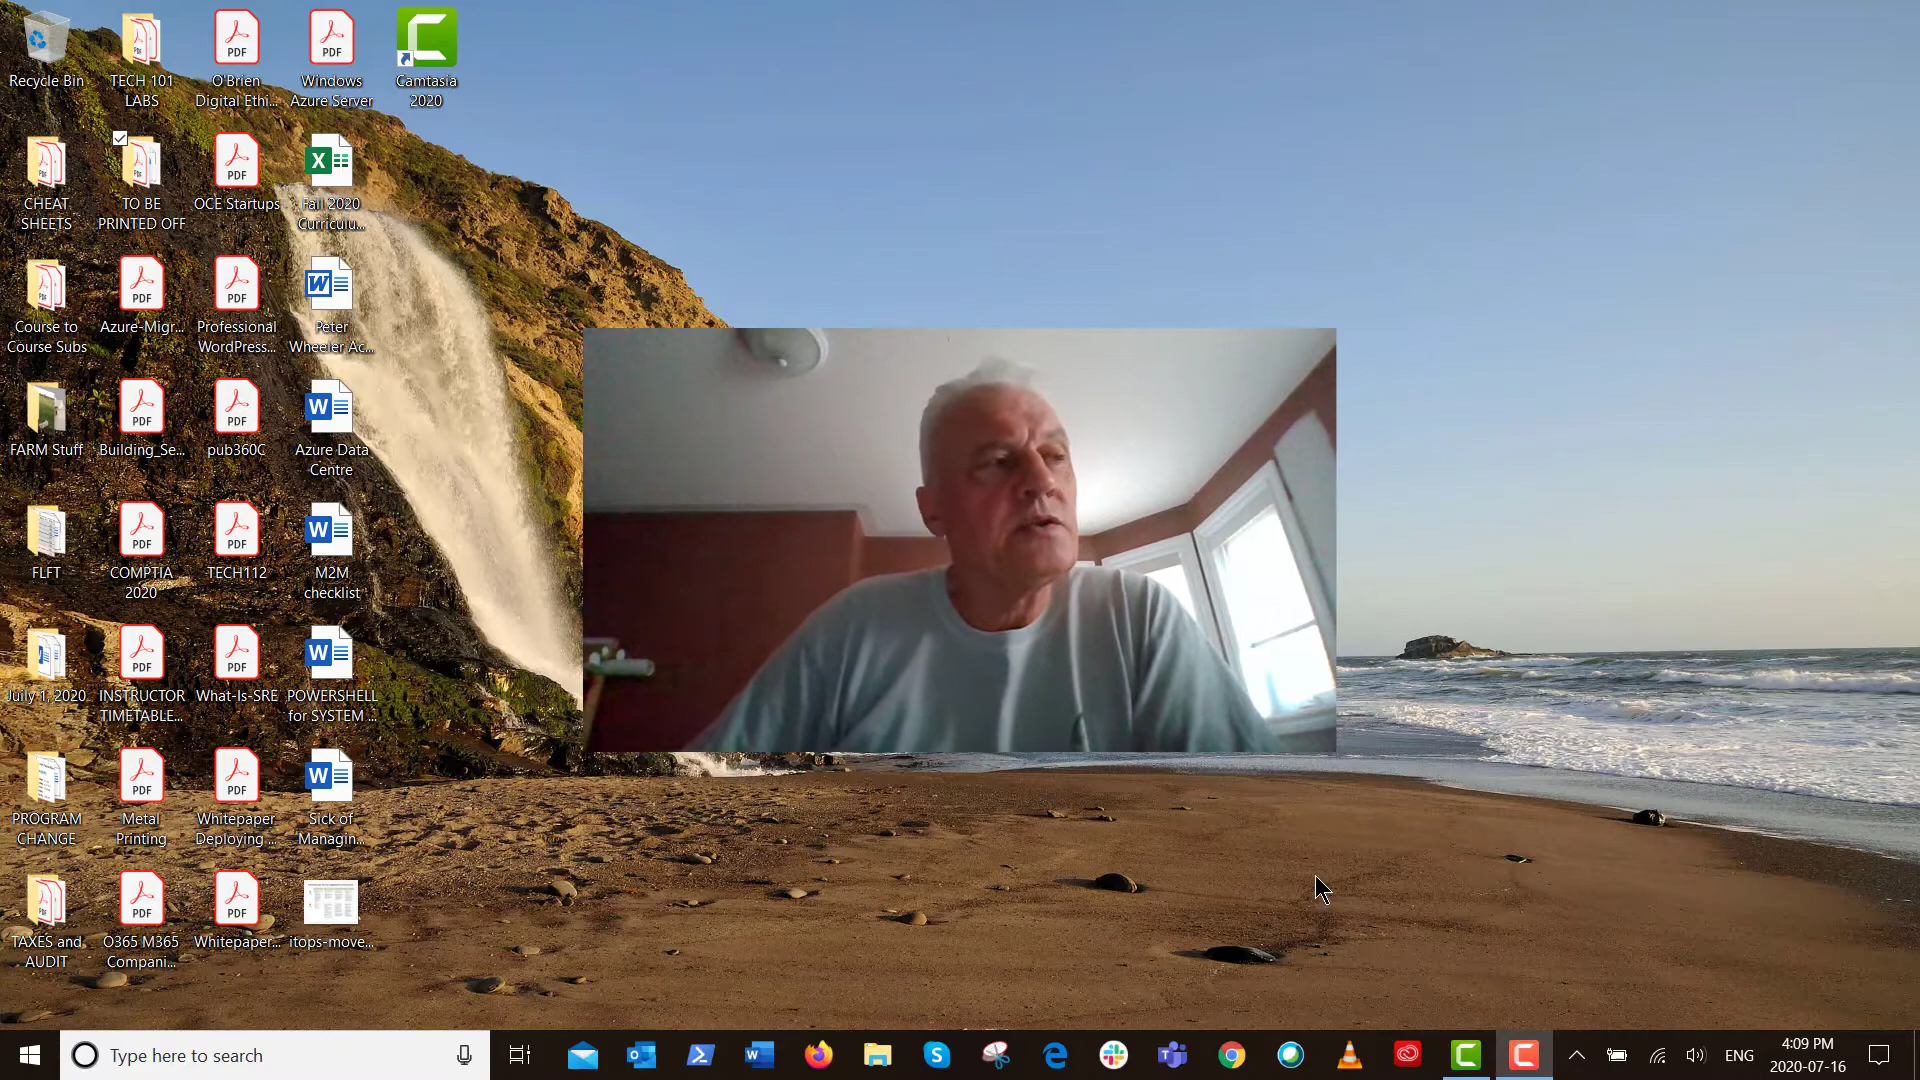 Recycle Bin
TECH 101
LABS
O'Brien
Digital Ethi...
Windows
Azure Server
Camtasia
2020
CHEAT
SHEETS
TO BE
PRINTED OFF
OCE Startups
Fall 2020
Curriculu...
Course to
Course Subs
Azure-Migr...
Professional
WordPress...
Peter
Wheeler Ac...
FARM Stuff
Building_Se...
pub360C
Azure Data
Centre
FLFT
COMPTIA
2020
TECH112
M2M
checklist
Juily 1, 2020
INSTRUCTOR
TIMETABLE...
What-Is-SRE
POWERSHELL
for SYSTEM ...
PROGRAM
CHANGE
Metal
Printing
Whitepaper
Deploying ...
Sick of
Managin...
TAXES and
AUDIT
O365 M365
Compani...
Whitepaper...
itops-move...
Type here to search
ENG
4:09 PM
2020-07-16